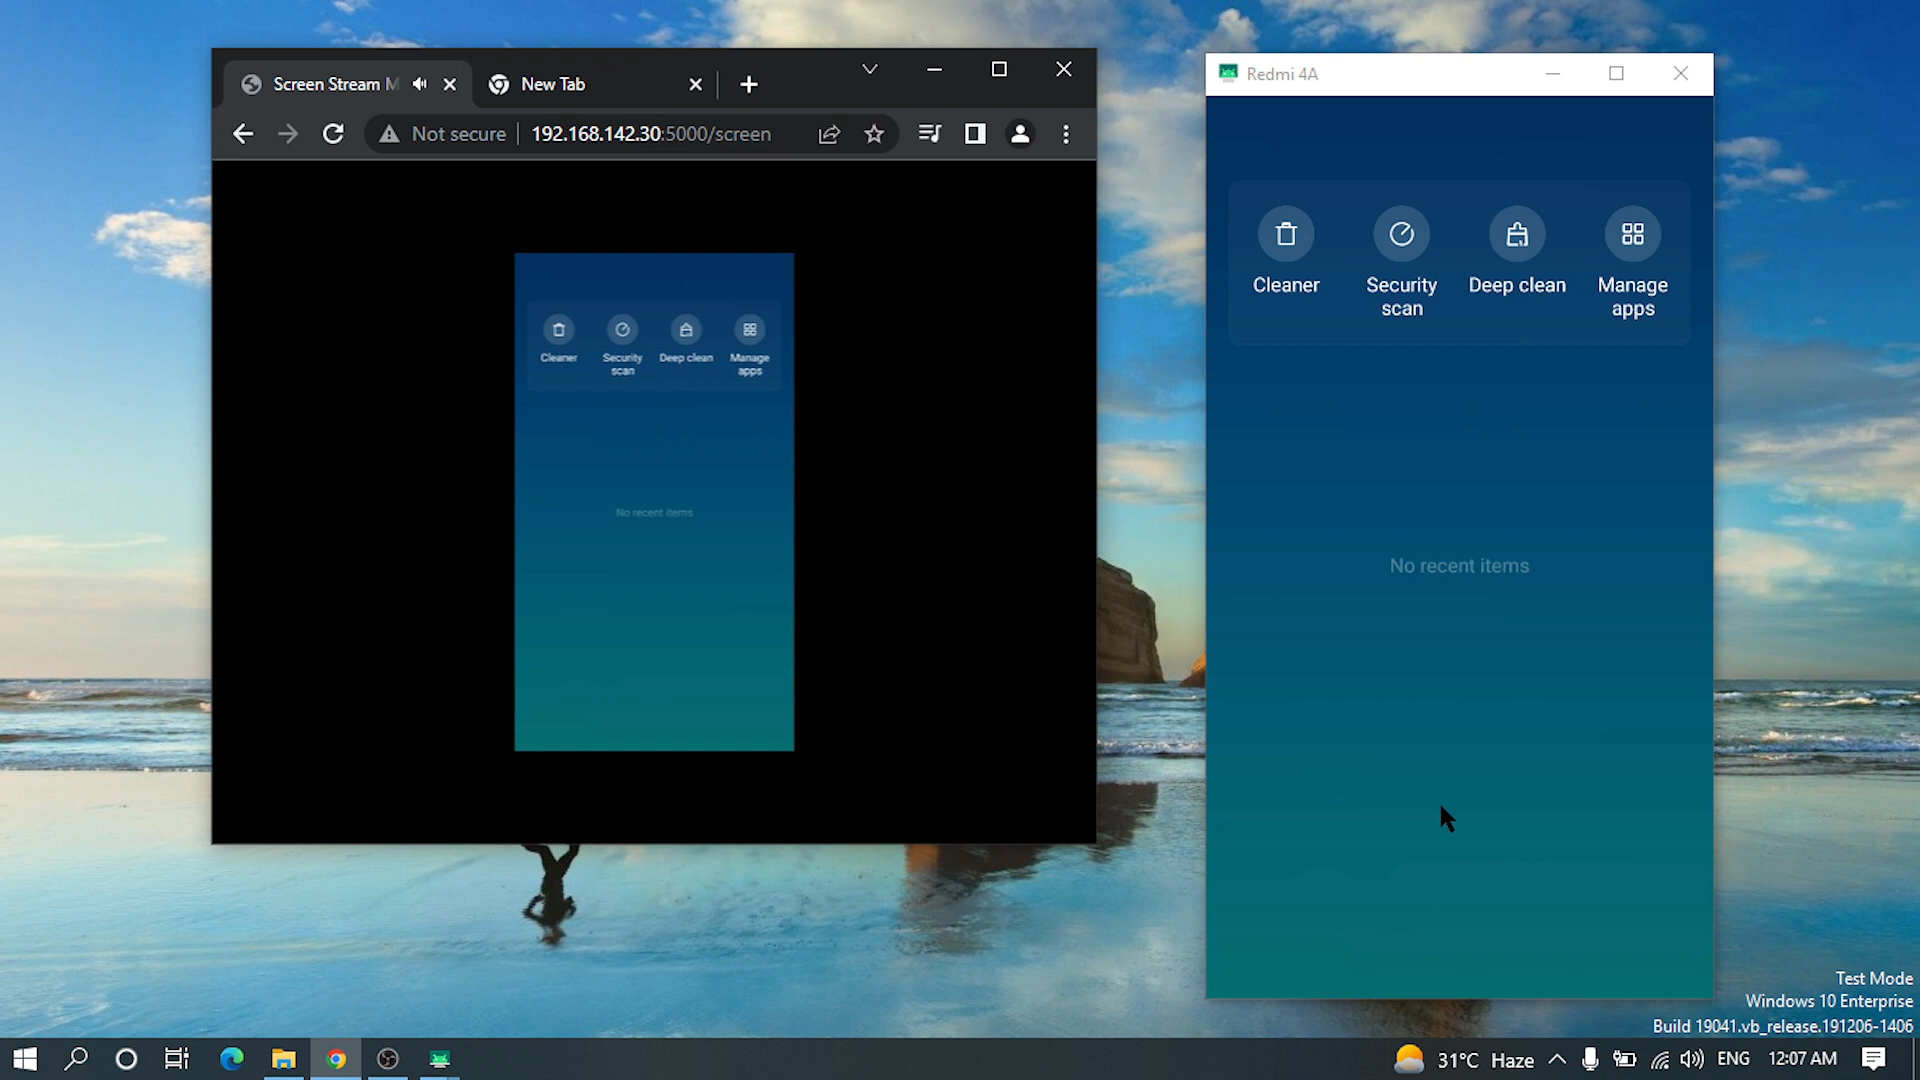 Screen Stream M
New Tab
Not secure
192.168.142.30:5000/screen
Cleaner
Security
scan
Deep clean
Manage
apps
No recent items
Redmi 4A
Cleaner
Security
scan
Deep clean
Manage
apps
No recent items
Test Mode
Windows 10 Enterprise
Build 19041.vb_release.191206-1406
31°C Haze
ENG
12:07 AM